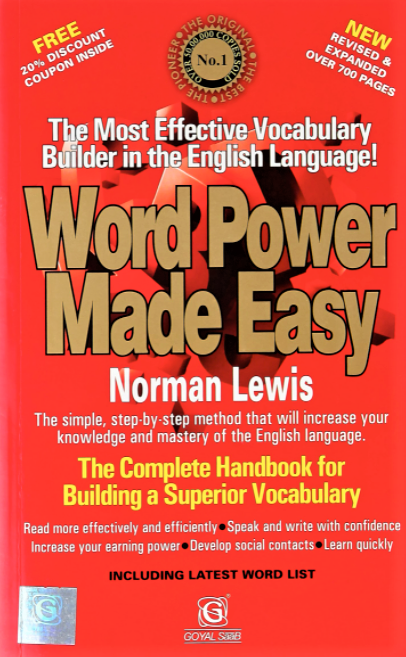 FREE
20% DISCOUNT
COUPON INSIDE
THE PIONEER • THE ORIGINAL • THE BEST
No.1
COPIES SOLD
NEW
REVISED &
EXPANDED
OVER 700 PAGES
The Most Effective Vocabulary
Builder in the English Language!
Word Power
Made Easy
Norman Lewis
The simple, step-by-step method that will increase your
knowledge and mastery of the English language.
The Complete Handbook for
Building a Superior Vocabulary
Read more effectively and efficiently●Speak and write with confidence
Increase your earning power●Develop social contacts●Learn quickly
INCLUDING LATEST WORD LIST
G
G
GOYAL SaaB